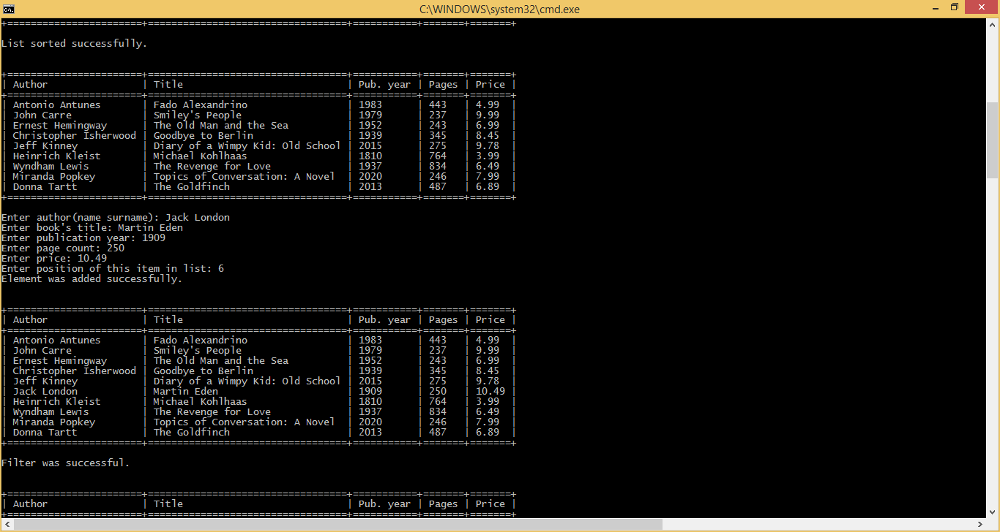 C:\WINDOWS\system32\cmd.exe
+=======================+==================================+===========+=======+=======+
List sorted successfully.
+=======================+==================================+===========+=======+=======+
| Author                | Title                            | Pub. year | Pages | Price |
+=======================+==================================+===========+=======+=======+
| Antonio Antunes       | Fado Alexandrino                 | 1983      | 443   | 4.99  |
| John Carre            | Smiley's People                  | 1979      | 237   | 9.99  |
| Ernest Hemingway      | The Old Man and the Sea          | 1952      | 243   | 6.99  |
| Christopher Isherwood | Goodbye to Berlin                | 1939      | 345   | 8.45  |
| Jeff Kinney           | Diary of a Wimpy Kid: Old School | 2015      | 275   | 9.78  |
| Heinrich Kleist       | Michael Kohlhaas                 | 1810      | 764   | 3.99  |
| Wyndham Lewis         | The Revenge for Love             | 1937      | 834   | 6.49  |
| Miranda Popkey        | Topics of Conversation: A Novel  | 2020      | 246   | 7.99  |
| Donna Tartt           | The Goldfinch                    | 2013      | 487   | 6.89  |
+=======================+==================================+===========+=======+=======+
Enter author(name surname): Jack London
Enter book's title: Martin Eden
Enter publication year: 1909
Enter page count: 250
Enter price: 10.49
Enter position of this item in list: 6
Element was added successfully.
+=======================+==================================+===========+=======+=======+
| Author                | Title                            | Pub. year | Pages | Price |
+=======================+==================================+===========+=======+=======+
| Antonio Antunes       | Fado Alexandrino                 | 1983      | 443   | 4.99  |
| John Carre            | Smiley's People                  | 1979      | 237   | 9.99  |
| Ernest Hemingway      | The Old Man and the Sea          | 1952      | 243   | 6.99  |
| Christopher Isherwood | Goodbye to Berlin                | 1939      | 345   | 8.45  |
| Jeff Kinney           | Diary of a Wimpy Kid: Old School | 2015      | 275   | 9.78  |
| Jack London           | Martin Eden                      | 1909      | 250   | 10.49 |
| Heinrich Kleist       | Michael Kohlhaas                 | 1810      | 764   | 3.99  |
| Wyndham Lewis         | The Revenge for Love             | 1937      | 834   | 6.49  |
| Miranda Popkey        | Topics of Conversation: A Novel  | 2020      | 246   | 7.99  |
| Donna Tartt           | The Goldfinch                    | 2013      | 487   | 6.89  |
+=======================+==================================+===========+=======+=======+
Filter was successful.
+=======================+==================================+===========+=======+=======+
| Author                | Title                            | Pub. year | Pages | Price |
+=======================+==================================+===========+=======+=======+